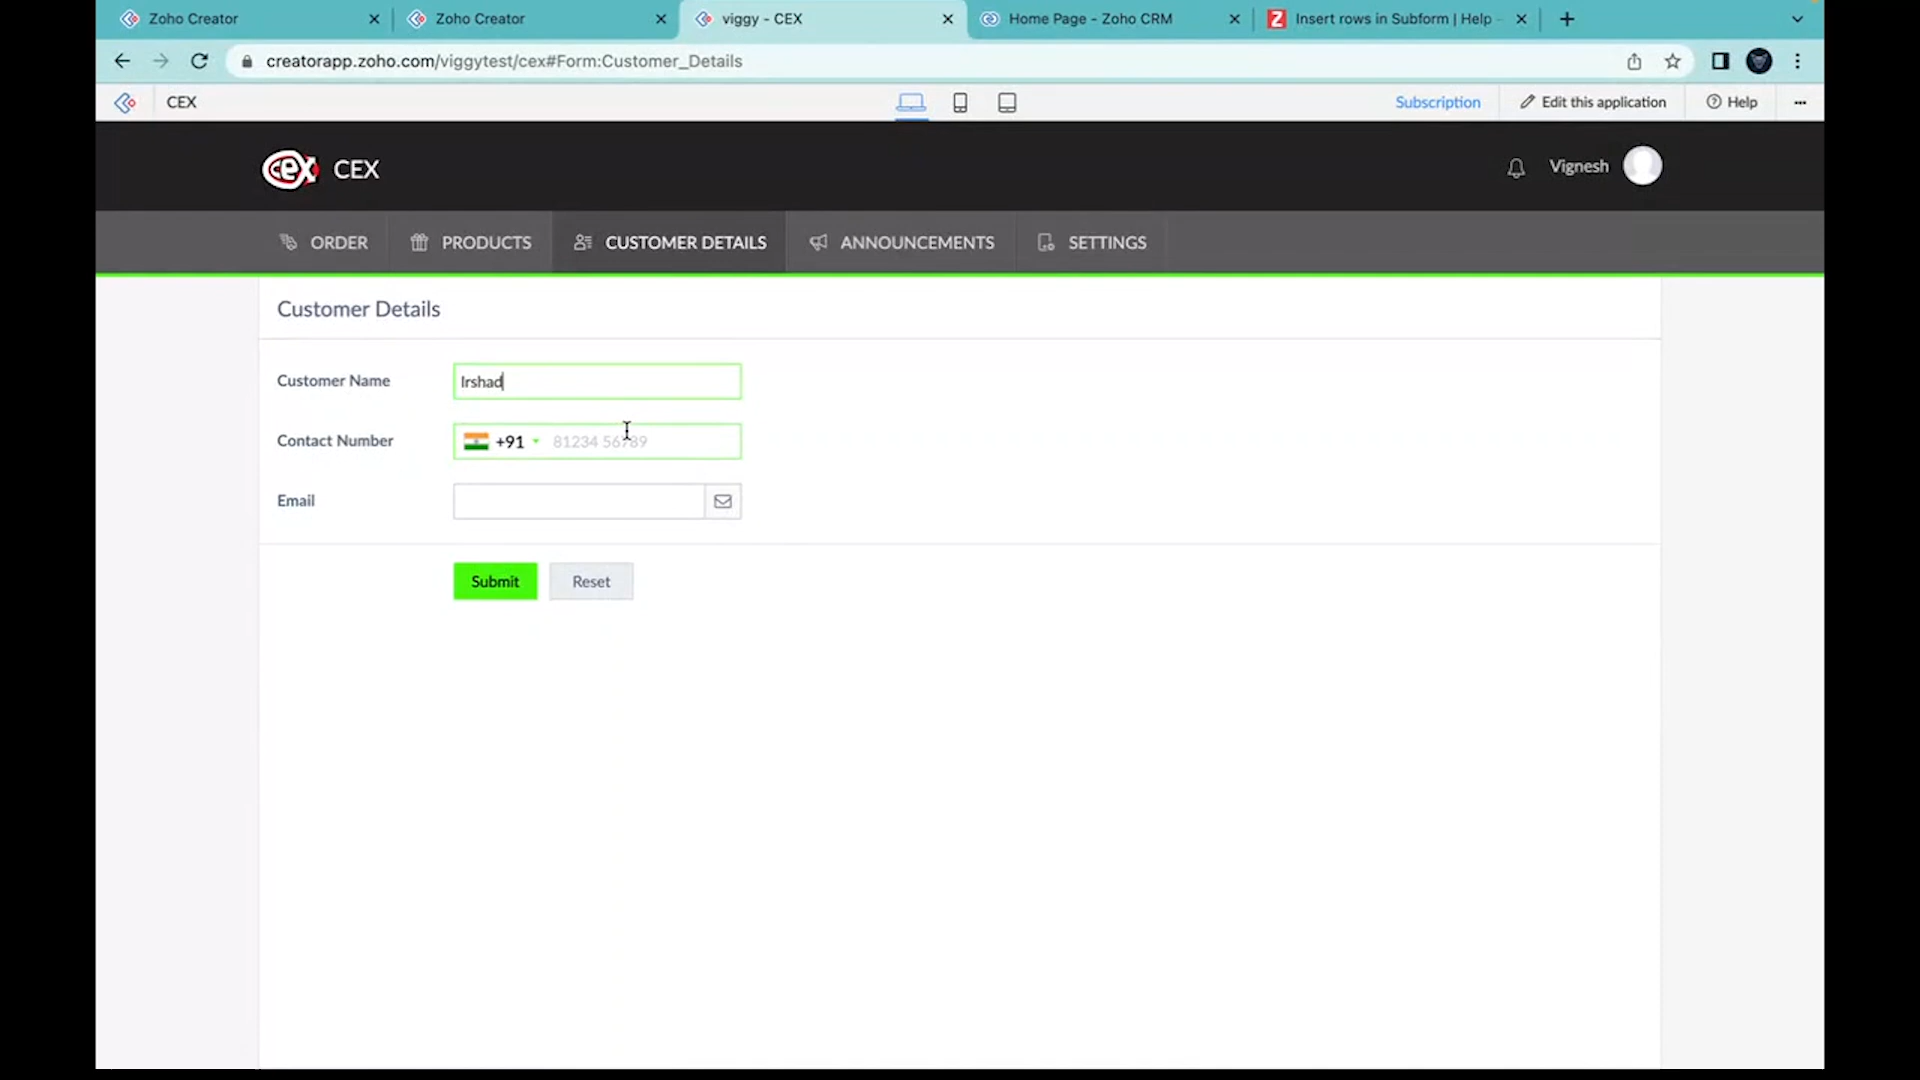 Zoho Creator
Zoho Creator
viggy - CEX
Home Page - Zoho CRM
Insert rows in Subform | Help -
creatorapp.zoho.com/viggytest/cex#Form:Customer_Details
CEX
Subscription
Edit this application
Help
cex CEX
Vignesh
ORDER
PRODUCTS
CUSTOMER DETAILS
ANNOUNCEMENTS
SETTINGS
Customer Details
Customer Name
Irshad
Contact Number
+91 81234 56789
Email
Submit
Reset